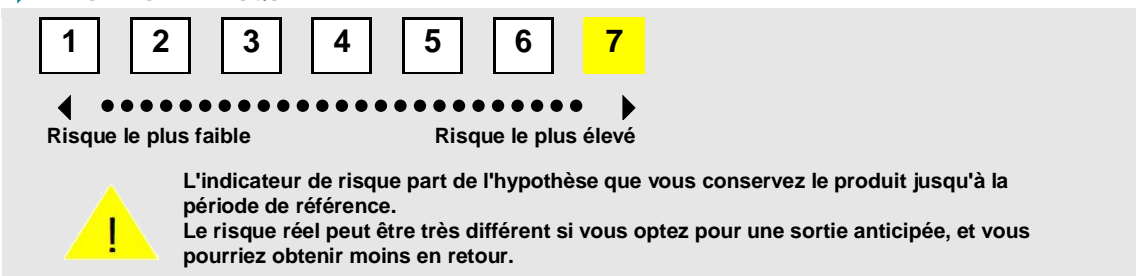 1 2 3 4 5 6 7
Risque le plus faible Risque le plus élevé
L'indicateur de risque part de l'hypothèse que vous conservez le produit jusqu'à la
période de référence.
! Le risque réel peut être très différent si vous optez pour une sortie anticipée, et vous
pourriez obtenir moins en retour.